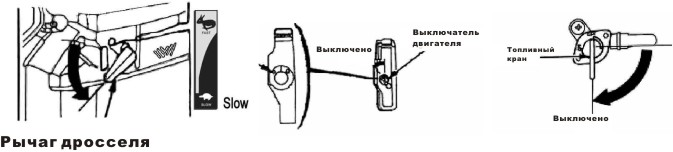 FAST
SLOW
Slow
Рычаг дросселя
Выключено
Выключатель
двигателя
Топливный
кран
Выключено